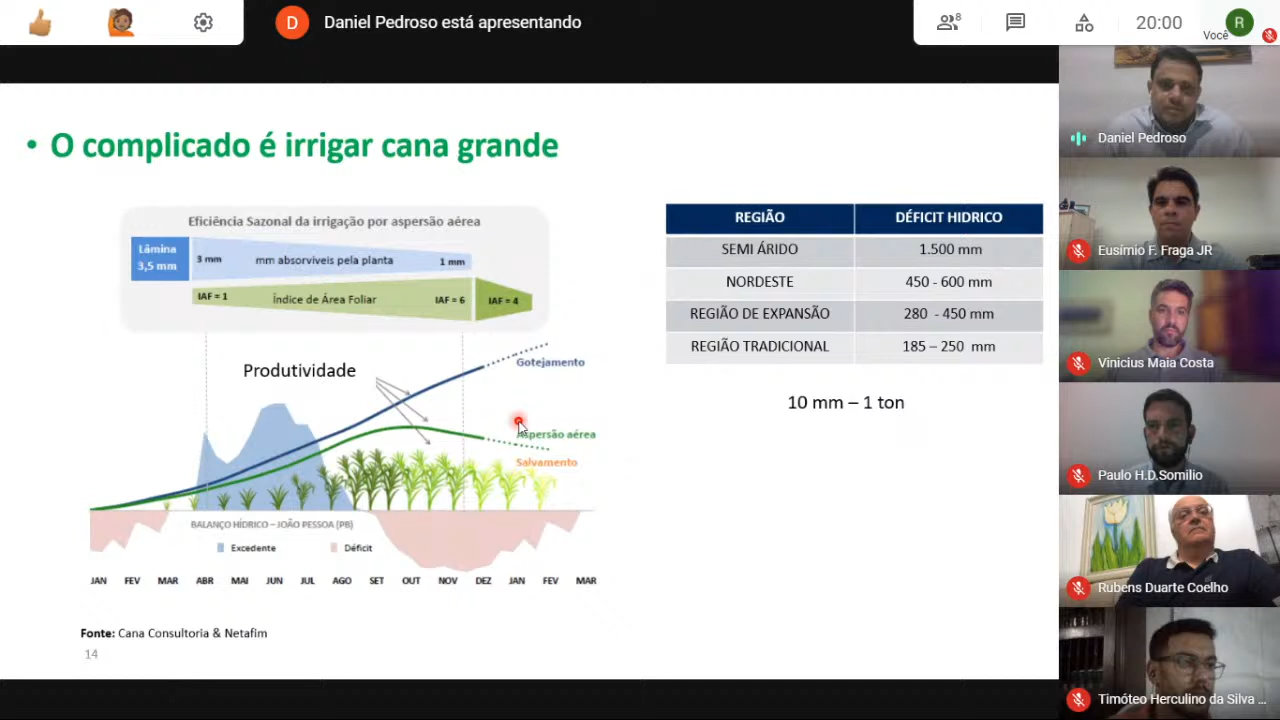 D
Daniel Pedroso está apresentando
8
20:00
Você
R
Daniel Pedroso
Eusímio F. Fraga JR
Vinicius Maia Costa
Paulo H.D.Somilio
Rubens Duarte Coelho
Timóteo Herculino da Silva ...
• O complicado é irrigar cana grande
Eficiência Sazonal da irrigação por aspersão aérea
Lâmina
3,5 mm
3 mm
mm absorvíveis pela planta
1 mm
IAF = 1
Índice de Área Foliar
IAF = 6
IAF = 4
Produtividade
Gotejamento
Aspersão aérea
Salvamento
BALANÇO HÍDRICO – JOÃO PESSOA (PB)
Excedente
Déficit
JAN FEV MAR ABR MAI JUN JUL AGO SET OUT NOV DEZ JAN FEV MAR
Fonte: Cana Consultoria & Netafim
14
REGIÃO DÉFICIT HIDRICO
SEMI ÁRIDO 1.500 mm
NORDESTE 450 - 600 mm
REGIÃO DE EXPANSÃO 280 - 450 mm
REGIÃO TRADICIONAL 185 – 250 mm
10 mm – 1 ton